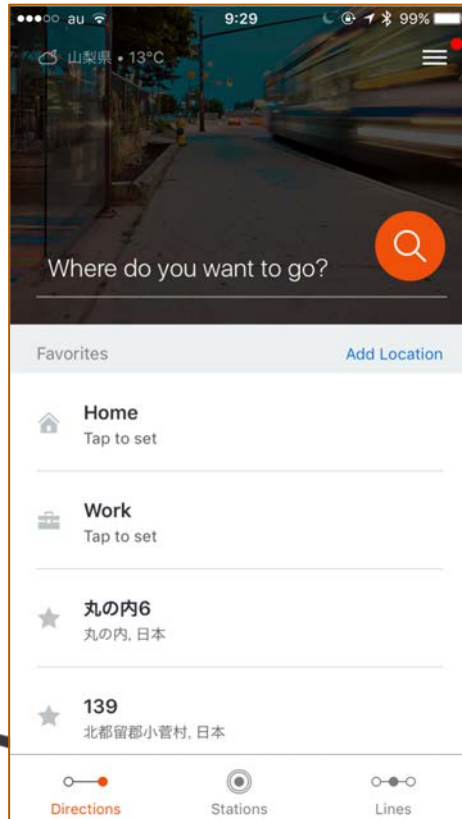 au 9:29 99%
山梨県 • 13°C
Where do you want to go?
Favorites Add Location
Home
Tap to set
Work
Tap to set
丸の内6
丸の内, 日本
139
北都留郡小菅村, 日本
Directions Stations Lines